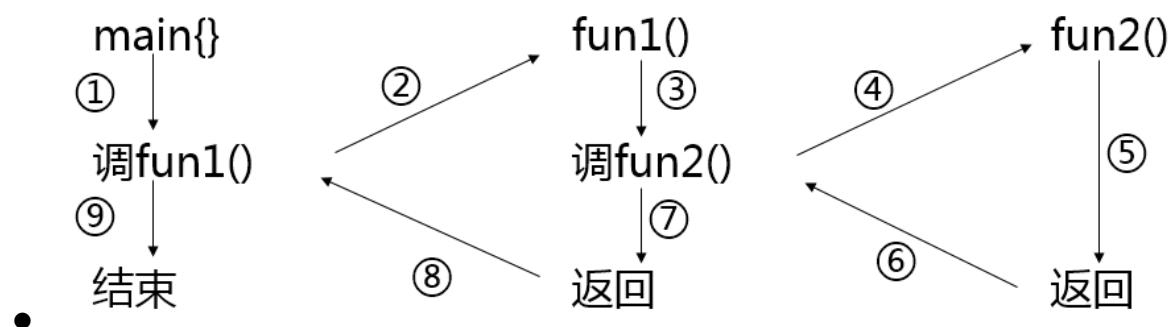 main{} fun1() fun2()
① ② ③ ④
调fun1() 调fun2() ⑤
⑨ ⑦
⑧ ⑥
结束 返回 返回